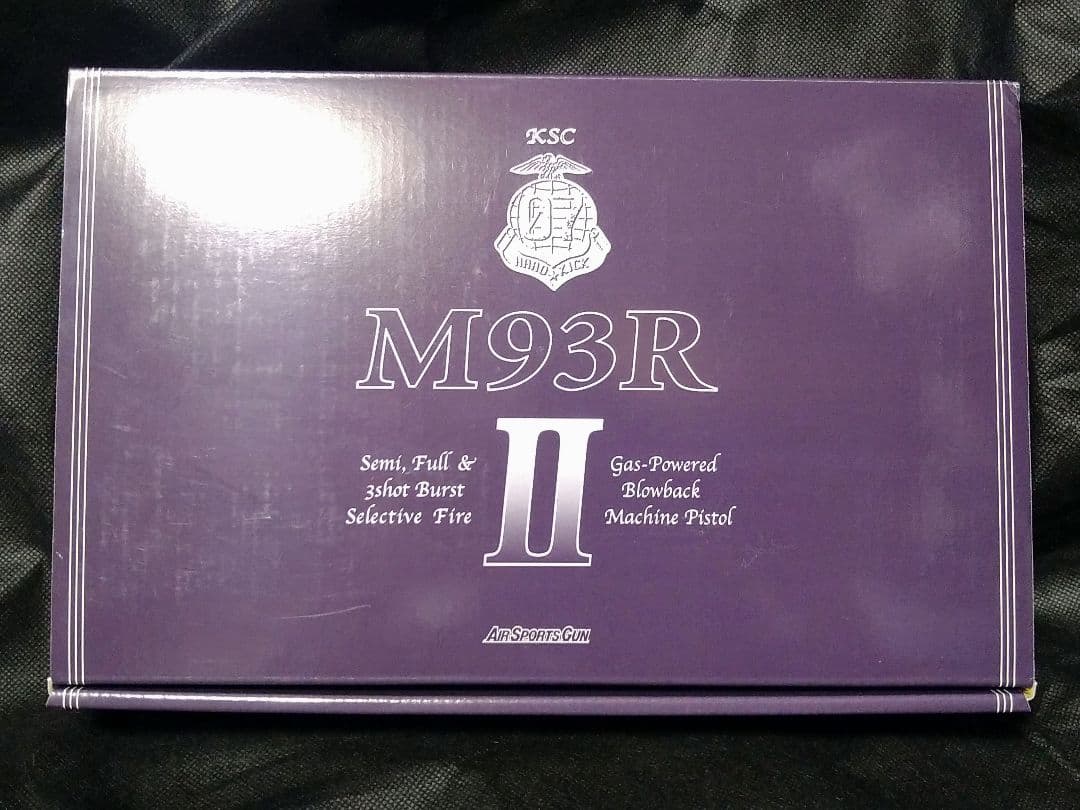 KSC
07
HARD★KICK
M93R
II
Semi, Full &
3shot Burst
Selective Fire
Gas-Powered
Blowback
Machine Pistol
AIR SPORTS GUN